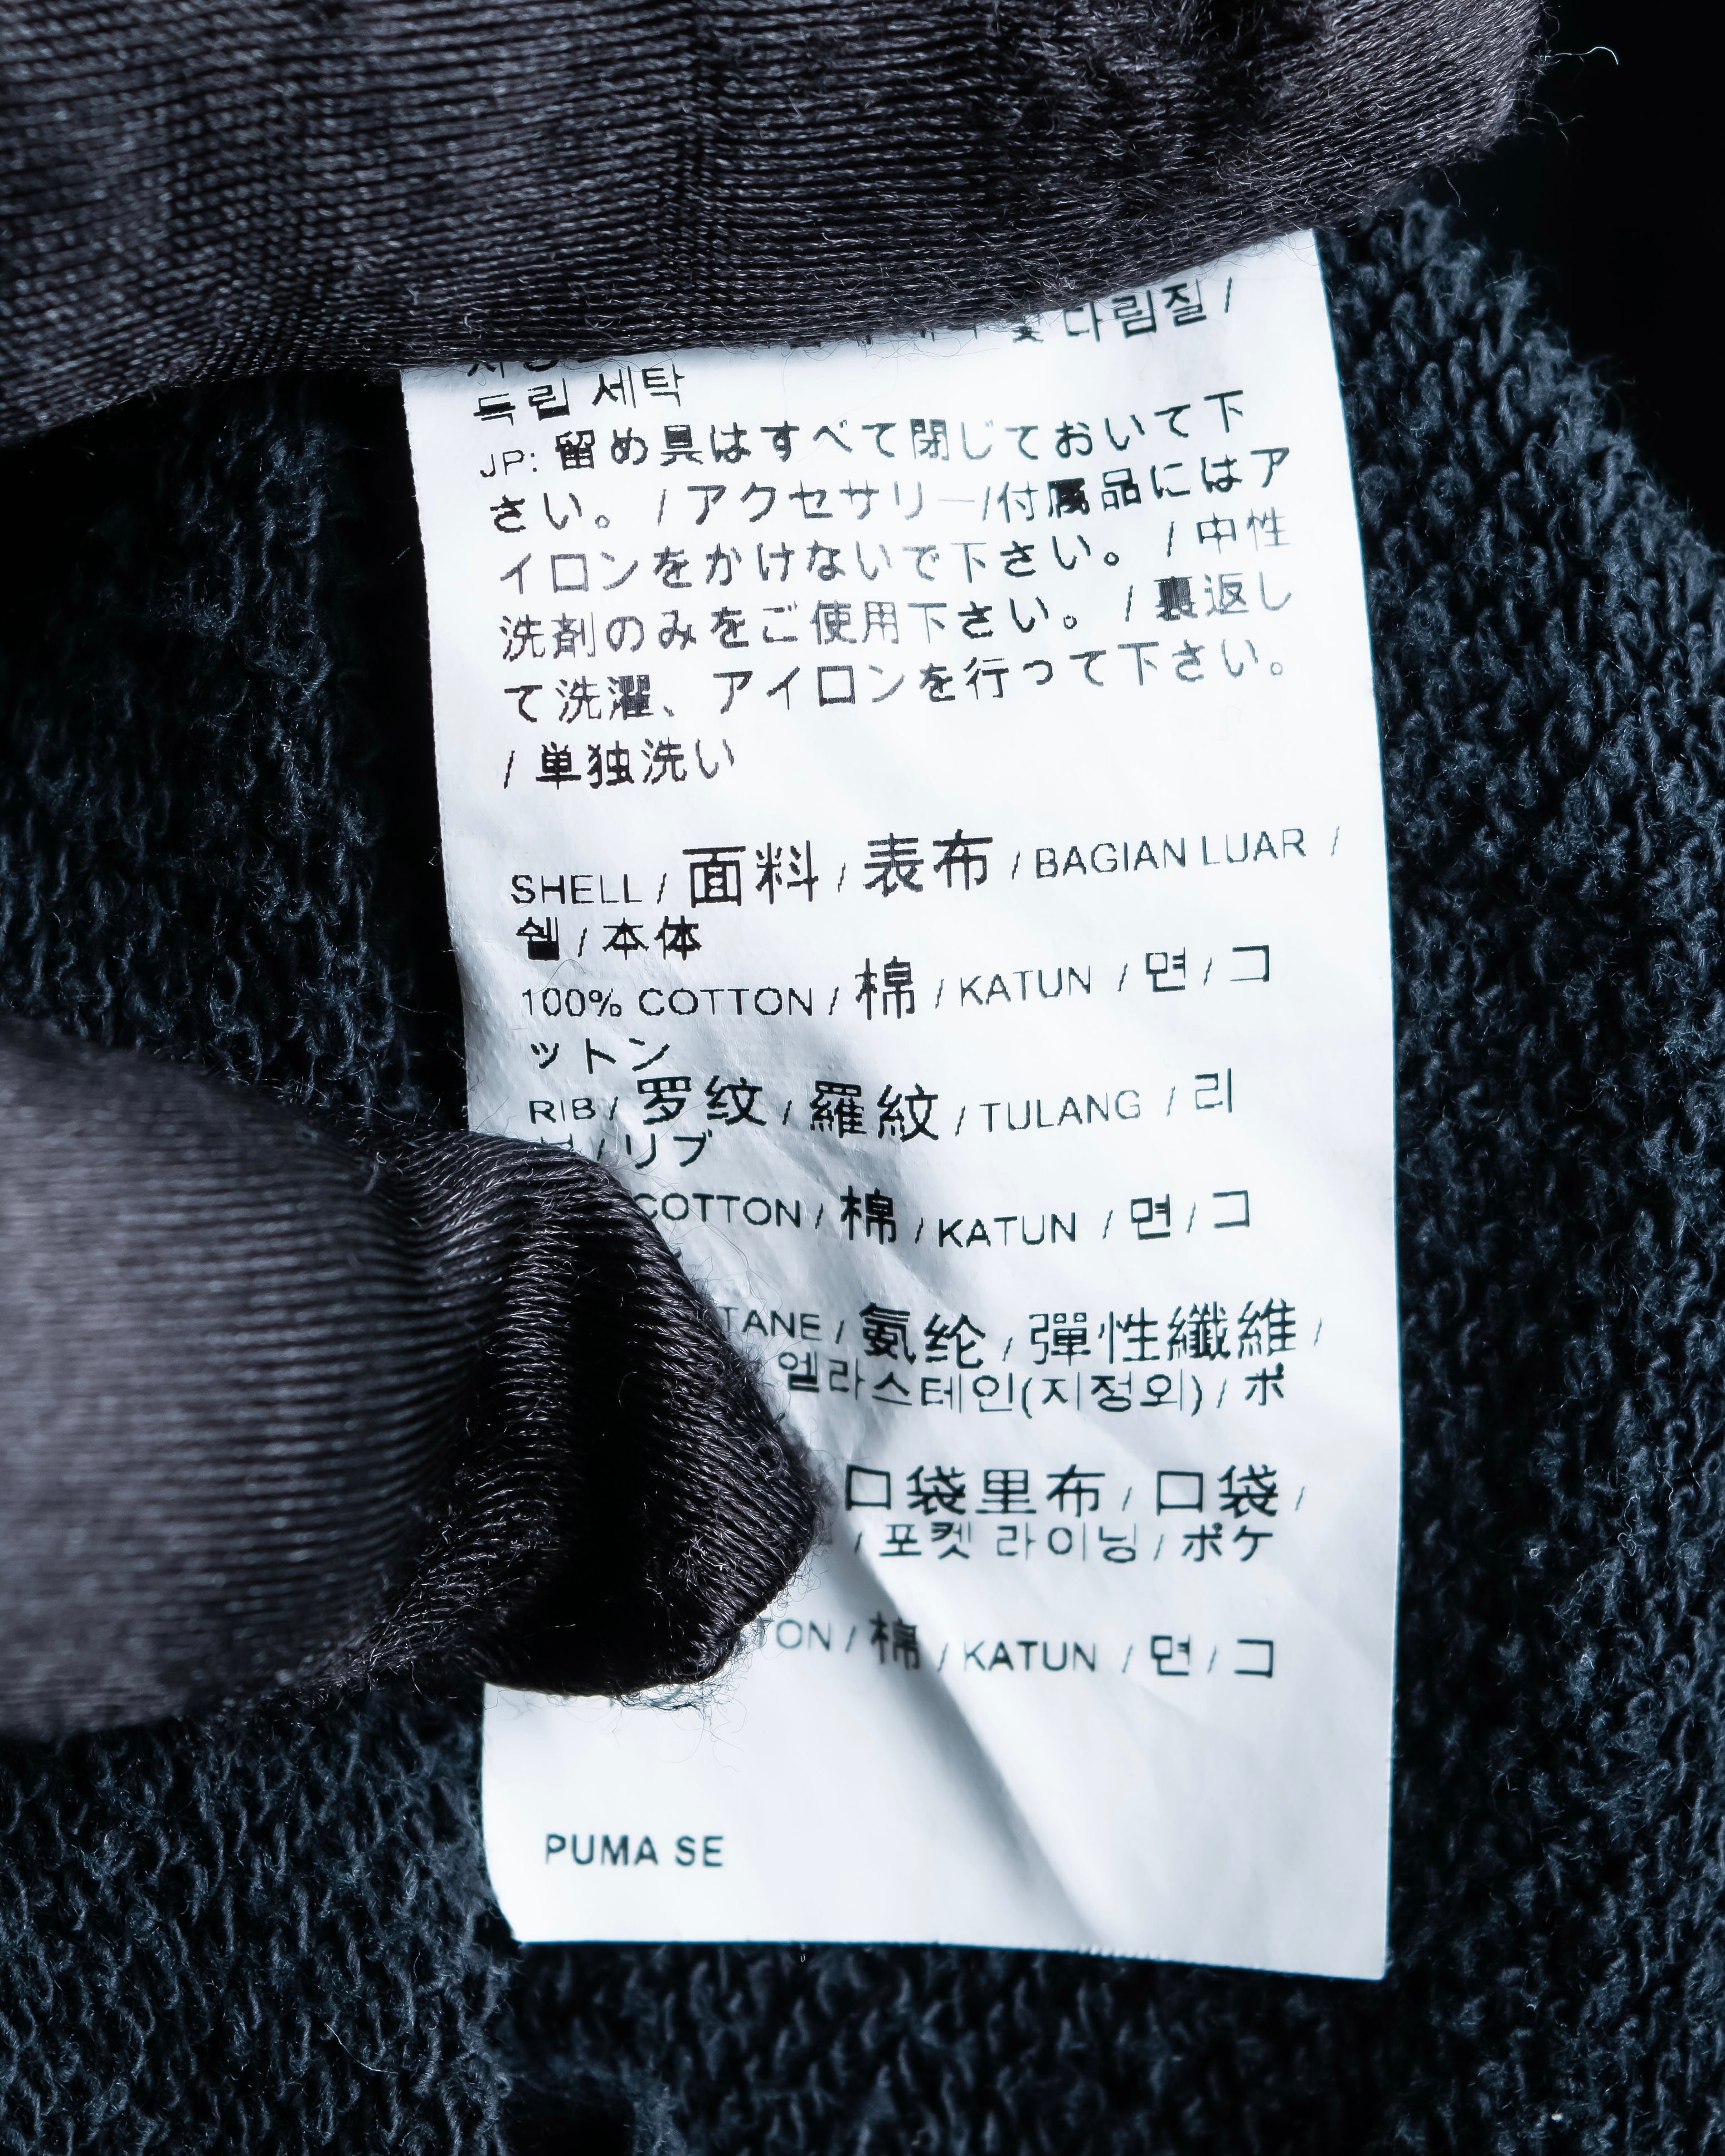 다림질 /
독립 세탁
JP: 留め具はすべて閉じておいて下
さい。 / アクセサリー/付属品にはア
イロンをかけないで下さい。 / 中性
洗剤のみをご使用下さい。 / 裏返し
て洗濯、アイロンを行って下さい。
/ 単独洗い
SHELL / 面料 / 表布 / BAGIAN LUAR /
쉘 / 本体
100% COTTON / 棉 / KATUN / 면 / コ
ットン
RIB / 罗纹 / 羅紋 / TULANG / 리
/ リブ
COTTON / 棉 / KATUN / 면 / コ
TANE / 氨纶 / 彈性纖維 /
엘라스테인(지정외) / ポ
口袋里布 / 口袋 /
/ 포켓 라이닝 / ポケ
TON / 棉 / KATUN / 면 / コ
PUMA SE